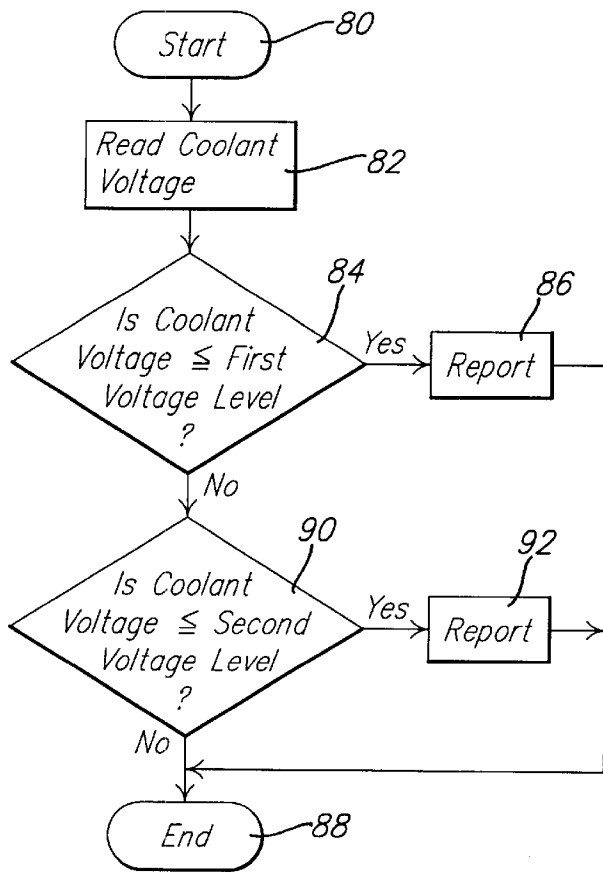 Start
80
Read Coolant
Voltage
82
Is Coolant
Voltage ≦ First
Voltage Level
?
84
Yes
Report
86
No
Is Coolant
Voltage ≦ Second
Voltage Level
?
90
Yes
Report
92
No
End
88